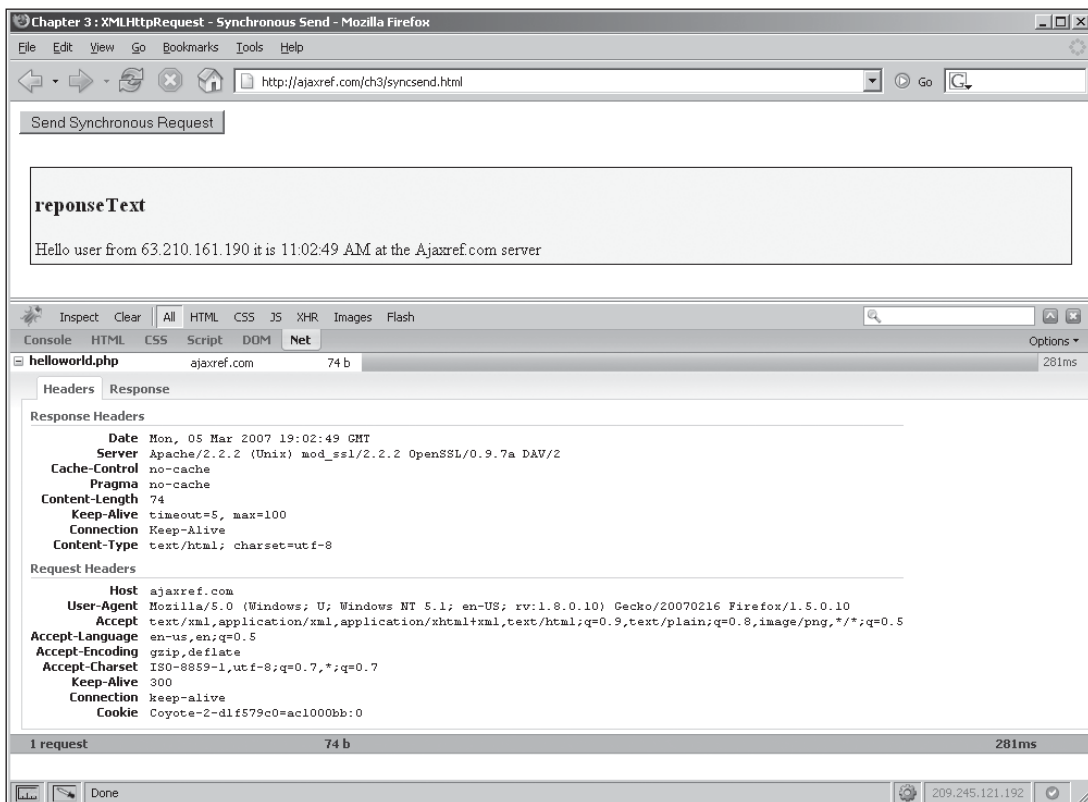 Chapter 3 : XMLHttpRequest - Synchronous Send - Mozilla Firefox
File Edit View Go Bookmarks Tools Help
http://ajaxref.com/ch3/syncsend.html Go G
Send Synchronous Request
reponseText
Hello user from 63.210.161.190 it is 11:02:49 AM at the Ajaxref.com server
Inspect Clear All HTML CSS JS XHR Images Flash
Console HTML CSS Script DOM Net Options
helloworld.php ajaxref.com 74 b 281ms
Headers Response
Response Headers
Date Mon, 05 Mar 2007 19:02:49 GMT
Server Apache/2.2.2 (Unix) mod_ssl/2.2.2 OpenSSL/0.9.7a DAV/2
Cache-Control no-cache
Pragma no-cache
Content-Length 74
Keep-Alive timeout=5, max=100
Connection Keep-Alive
Content-Type text/html; charset=utf-8
Request Headers
Host ajaxref.com
User-Agent Mozilla/5.0 (Windows; U; Windows NT 5.1; en-US; rv:1.8.0.10) Gecko/20070216 Firefox/1.5.0.10
Accept text/xml,application/xml,application/xhtml+xml,text/html;q=0.9,text/plain;q=0.8,image/png,*/*;q=0.5
Accept-Language en-us,en;q=0.5
Accept-Encoding gzip,deflate
Accept-Charset ISO-8859-1,utf-8;q=0.7,*;q=0.7
Keep-Alive 300
Connection keep-alive
Cookie Coyote-2-d1f579c0=ac1000bb:0
1 request 74 b 281ms
Done 209.245.121.192